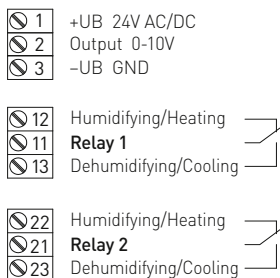 1 +UB 24V AC/DC
2 Output 0-10V
3 –UB GND
12 Humidifying/Heating
11 Relay 1
13 Dehumidifying/Cooling
22 Humidifying/Heating
21 Relay 2
23 Dehumidifying/Cooling